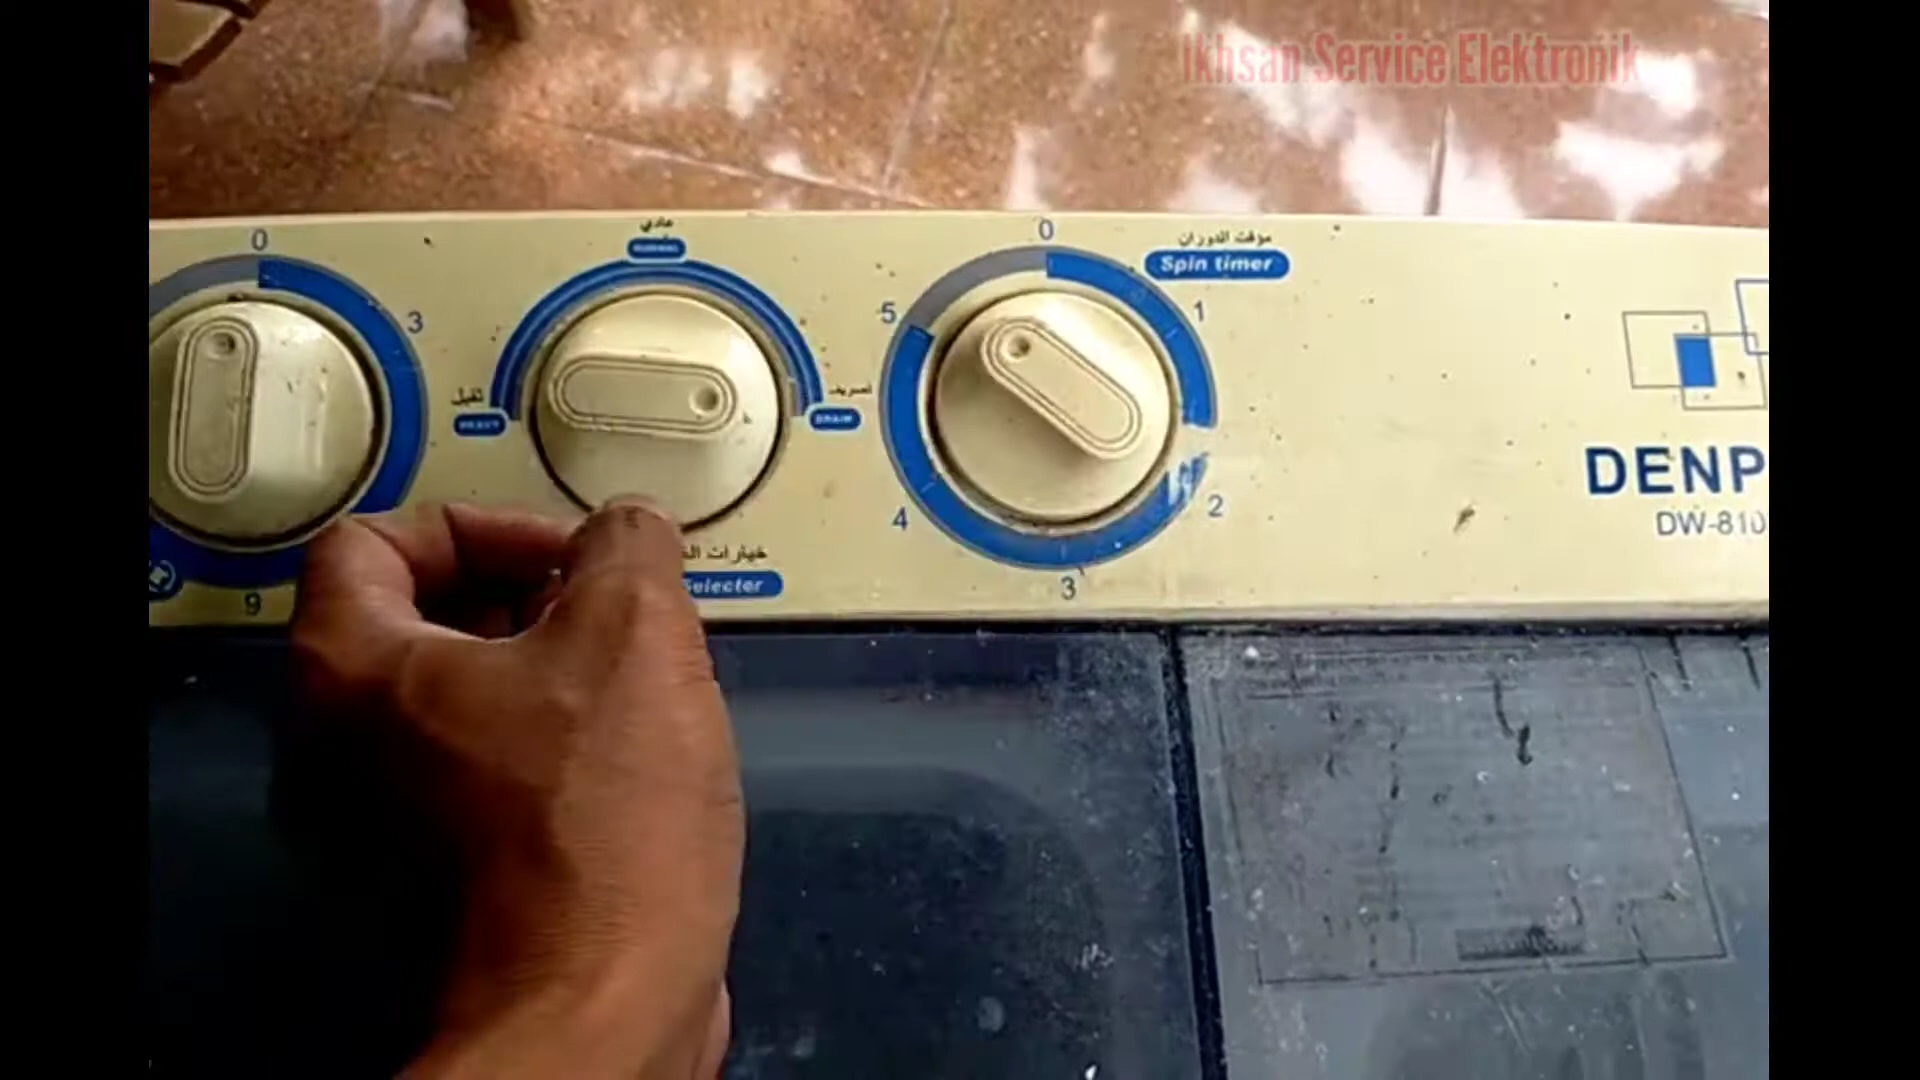 Ikhsan Service Elektronik
0
3
9
عادي
NORMAL
ثقيل
HEAVY
تصريف
DRAIN
خيارات
Selecter
0
1
2
3
4
5
موقت الدوران
Spin timer
DENP
DW-810